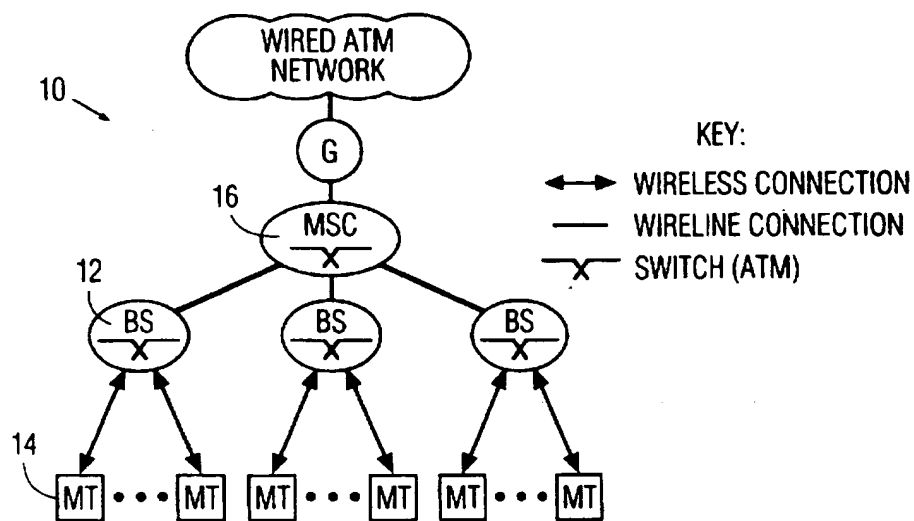 WIRED ATM
NETWORK
10
G
KEY:
WIRELESS CONNECTION
16
MSC
X
WIRELINE CONNECTION
X SWITCH (ATM)
12
BS BS BS
X X X
14
MT ••• MT MT ••• MT MT ••• MT